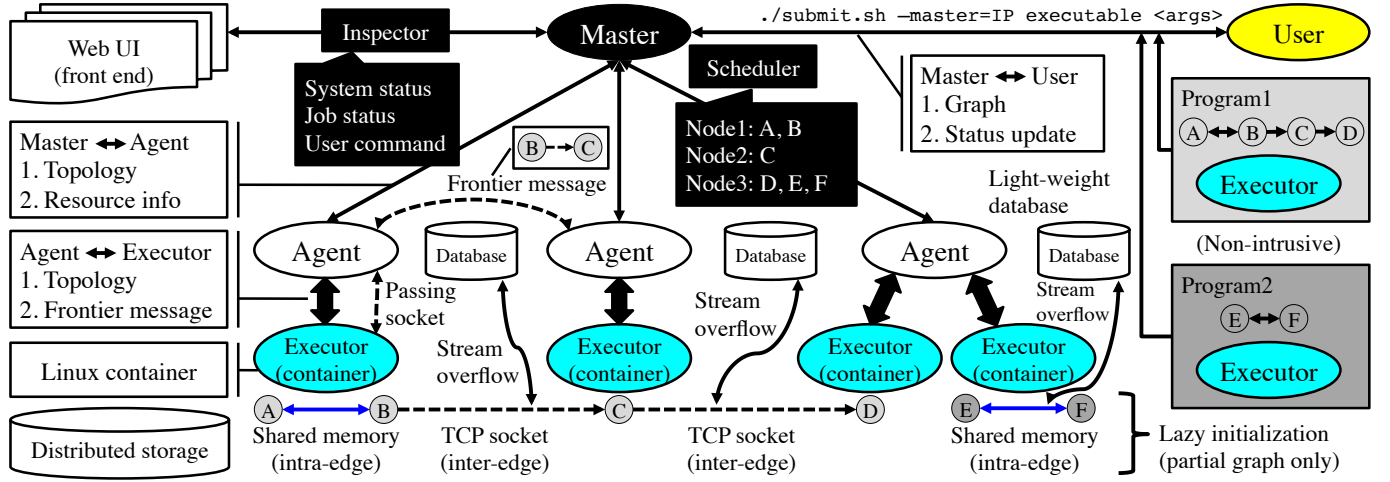 Web UI
(front end)
Inspector
Master
./submit.sh –master=IP executable <args>
User
System status
Job status
User command
Scheduler
Node1: A, B
Node2: C
Node3: D, E, F
Master User
1. Graph
2. Status update
Program1
A B C D
Executor
(Non-intrusive)
Program2
E F
Executor
Master Agent
1. Topology
2. Resource info
B C
Frontier message
Light-weight
database
Agent
Database
Agent
Database
Agent
Database
Agent Executor
1. Topology
2. Frontier message
Passing
socket
Stream
overflow
Stream
overflow
Stream
overflow
Linux container
Executor
(container)
Executor
(container)
Executor
(container)
Executor
(container)
A B C D E F
Distributed storage
Shared memory
(intra-edge)
TCP socket
(inter-edge)
TCP socket
(inter-edge)
Shared memory
(intra-edge)
Lazy initialization
(partial graph only)